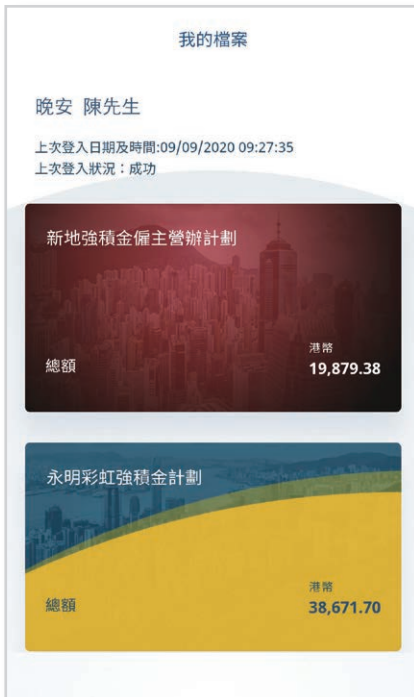 我的檔案
晚安 陳先生
上次登入日期及時間:09/09/2020 09:27:35
上次登入狀況：成功
新地強積金僱主營辦計劃
港幣
總額 19,879.38
永明彩虹強積金計劃
港幣
總額 38,671.70